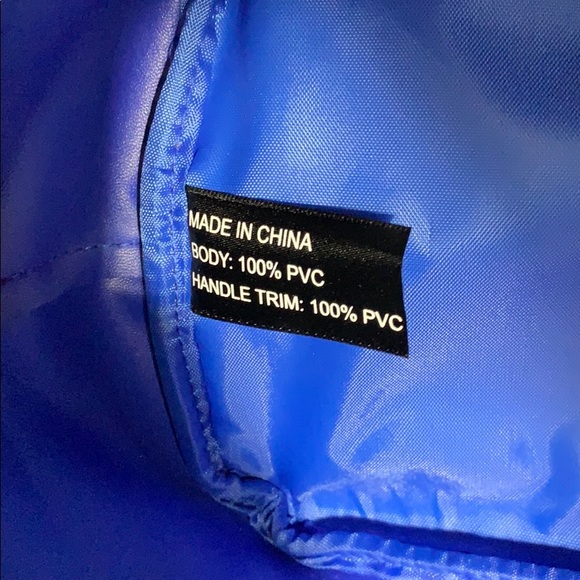 MADE IN CHINA
BODY: 100% PVC
HANDLE TRIM: 100% PVC